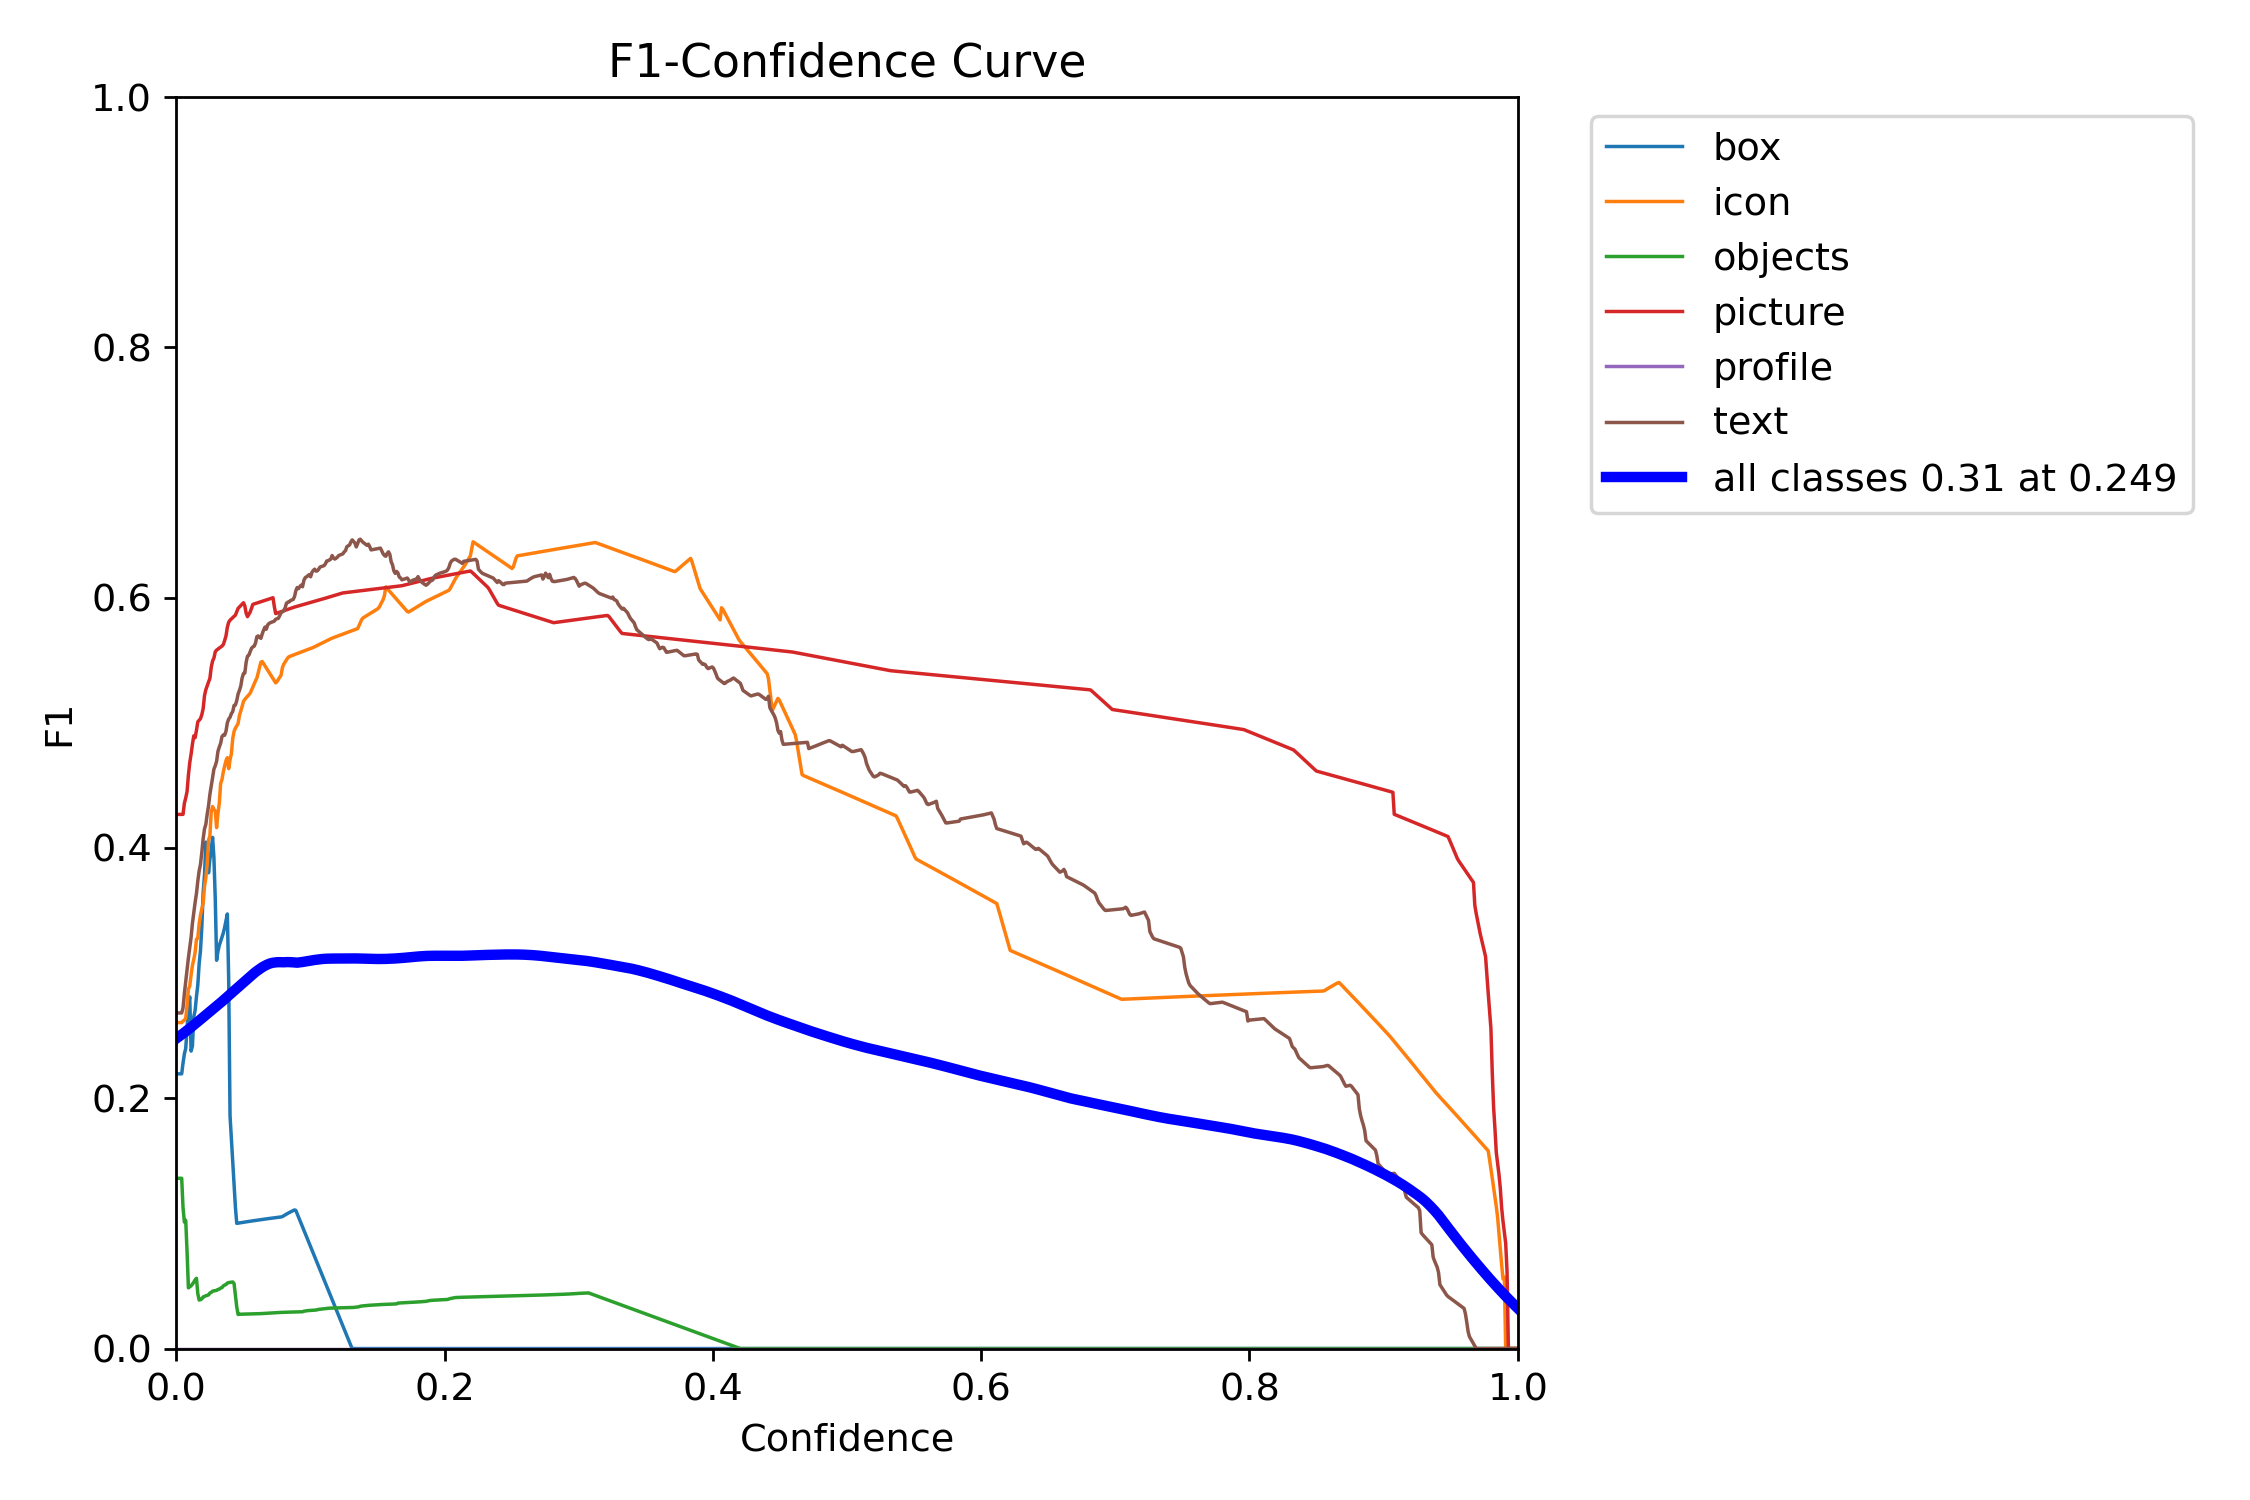 F1-Confidence Curve
1.0
0.8
0.6
0.4
0.2
0.0
F1
0.0 0.2 0.4 0.6 0.8 1.0
Confidence
box
icon
objects
picture
profile
text
all classes 0.31 at 0.249